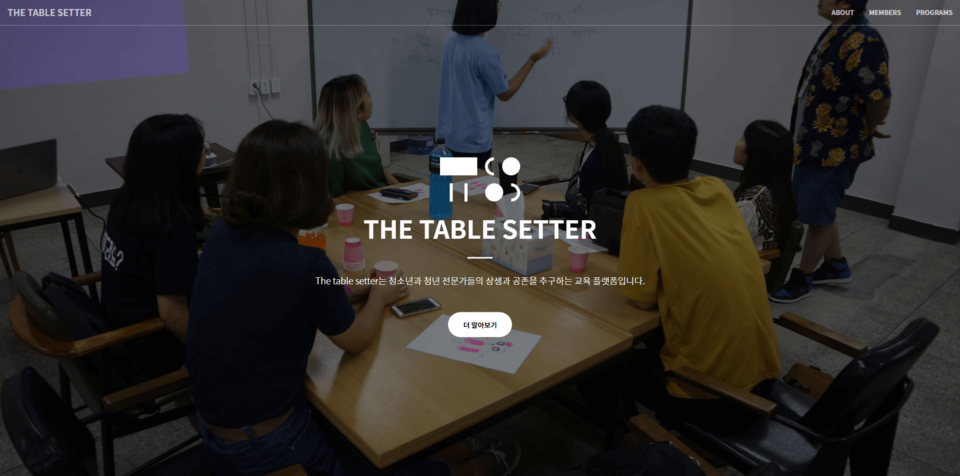 THE TABLE SETTER
ABOUT MEMBERS PROGRAMS
THE TABLE SETTER
The table setter는 청소년과 청년 전문가들의 상생과 공존을 추구하는 교육 플랫폼입니다.
더 알아보기